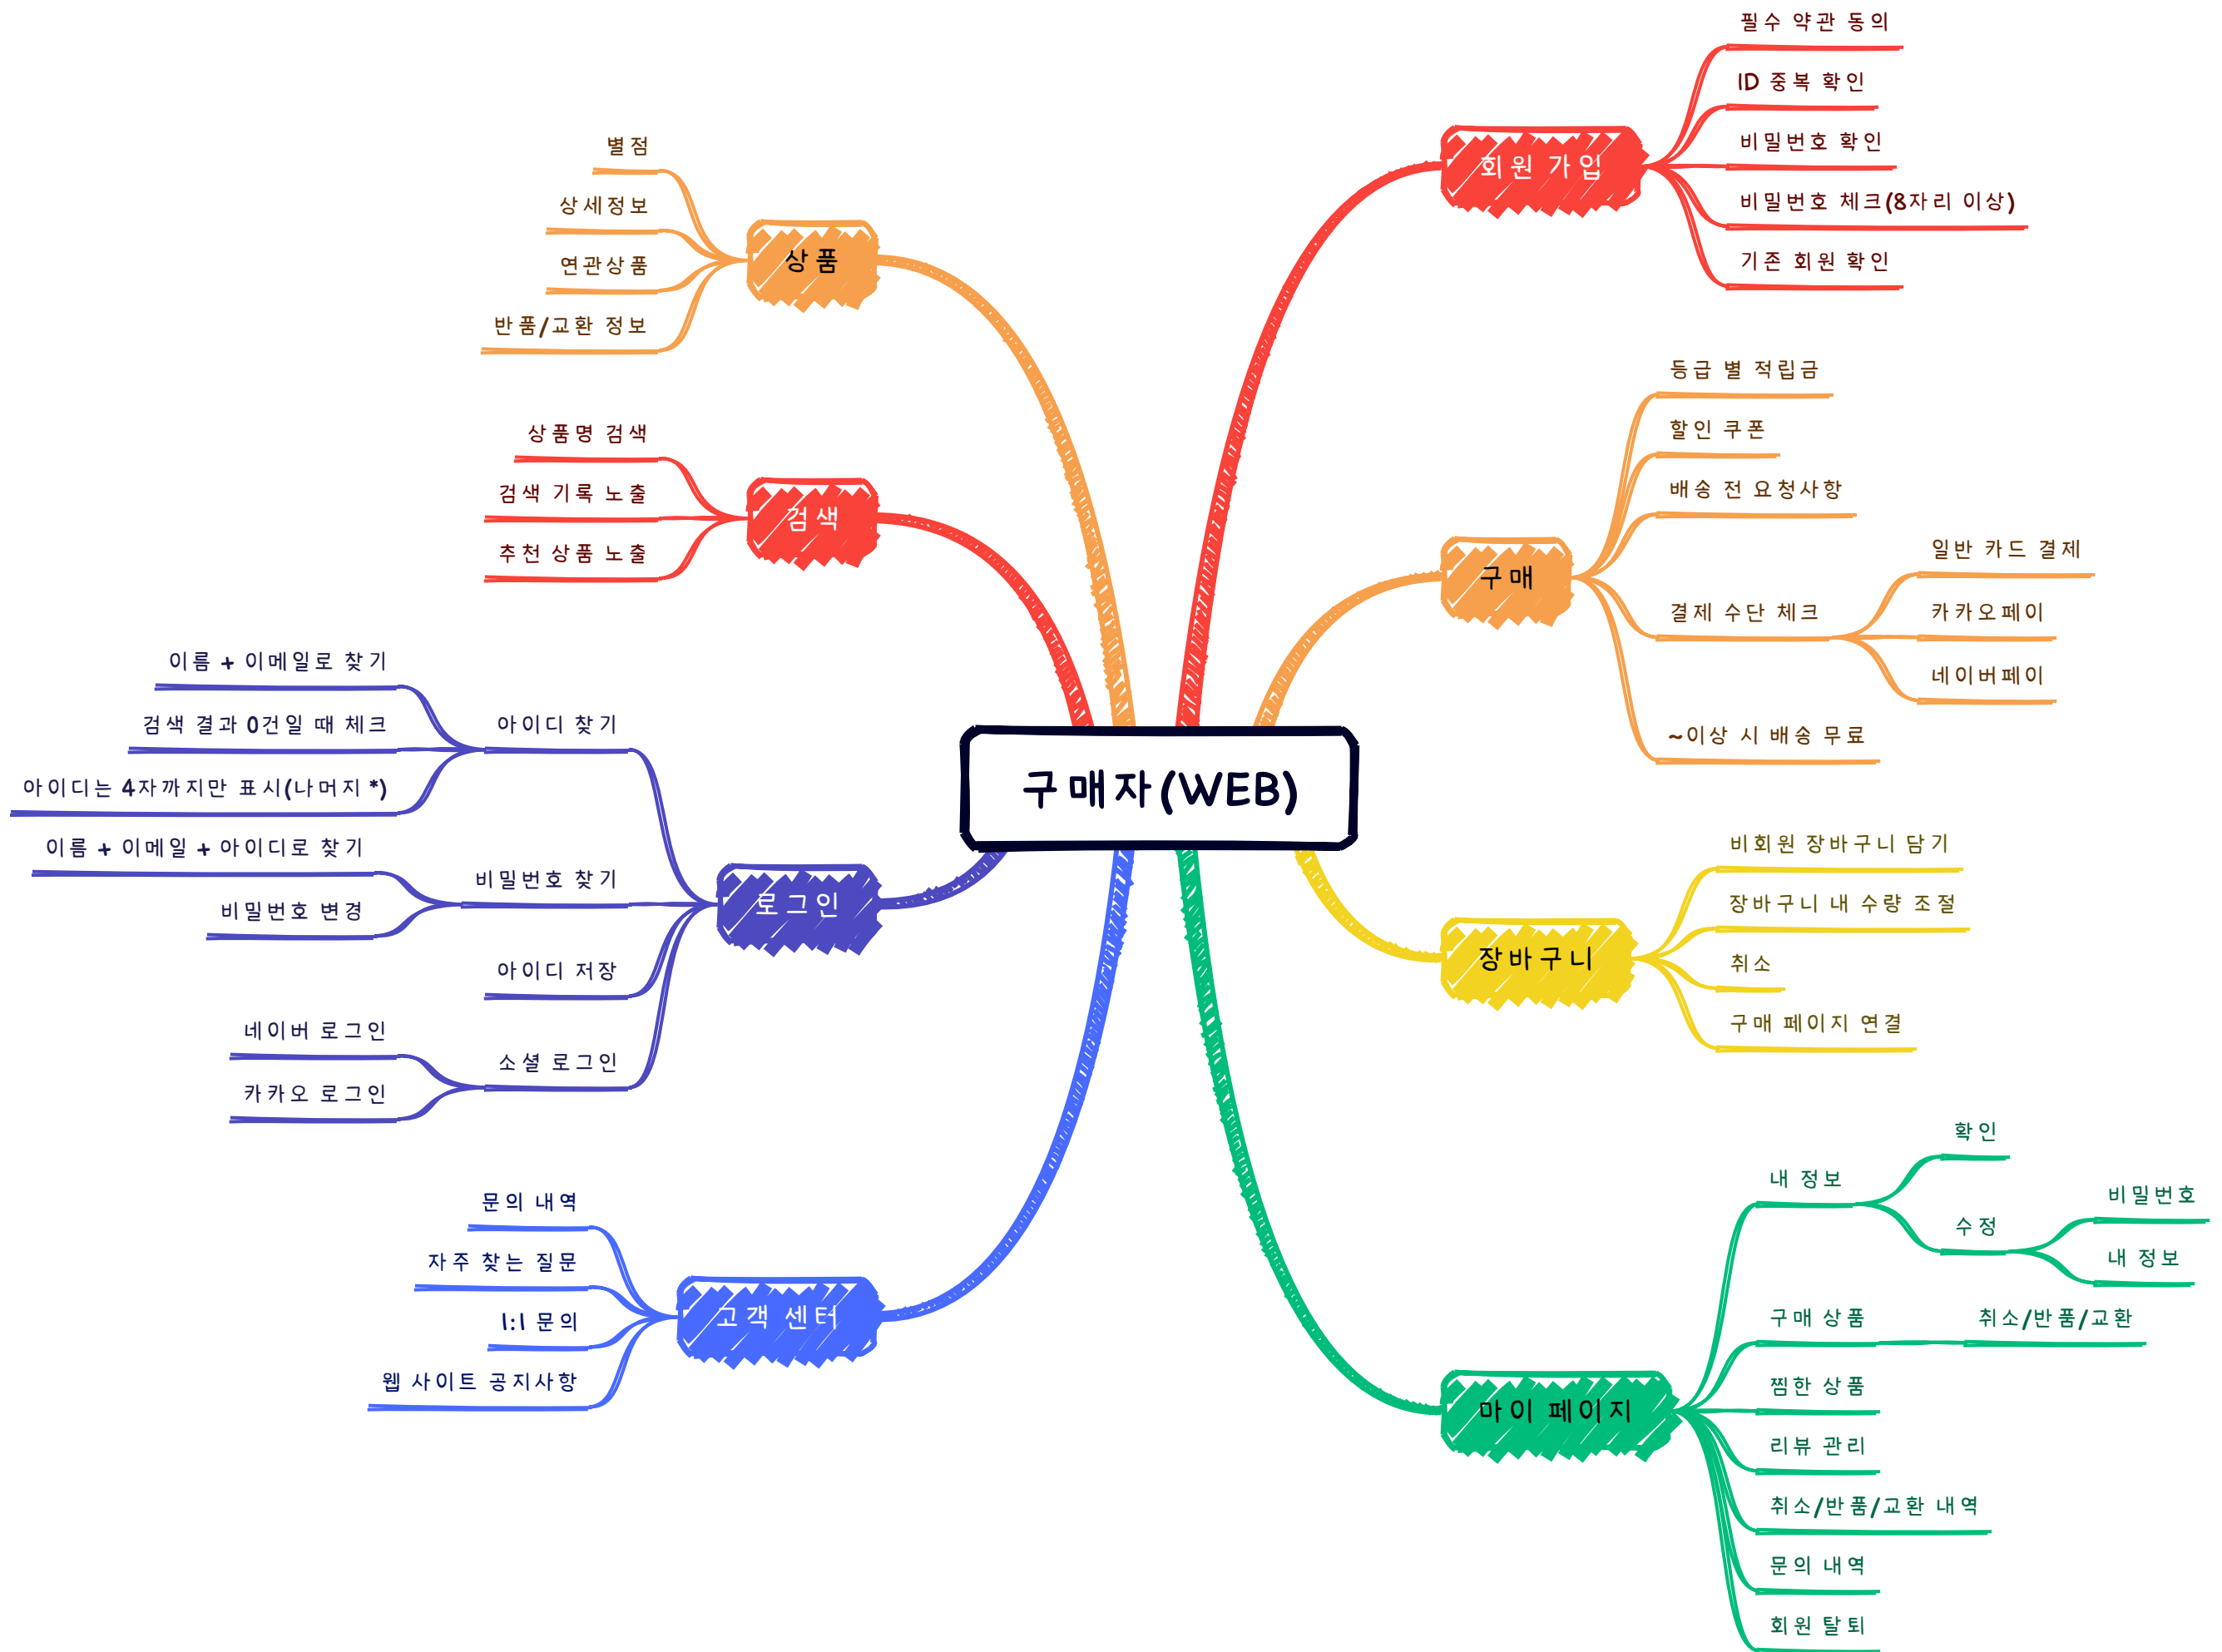 구매자(WEB)
회원 가입
필수 약관 동의
ID 중복 확인
비밀번호 확인
비밀번호 체크(8자리 이상)
기존 회원 확인
구매
등급 별 적립금
할인 쿠폰
배송 전 요청사항
결제 수단 체크
일반 카드 결제
카카오페이
네이버페이
~이상 시 배송 무료
장바구니
비회원 장바구니 담기
장바구니 내 수량 조절
취소
구매 페이지 연결
마이 페이지
내 정보
확인
수정
비밀번호
내 정보
구매 상품
취소/반품/교환
찜한 상품
리뷰 관리
취소/반품/교환 내역
문의 내역
회원 탈퇴
상품
별점
상세정보
연관상품
반품/교환 정보
검색
상품명 검색
검색 기록 노출
추천 상품 노출
로그인
아이디 찾기
이름 + 이메일로 찾기
검색 결과 0건일 때 체크
아이디는 4자까지만 표시(나머지 *)
비밀번호 찾기
이름 + 이메일 + 아이디로 찾기
비밀번호 변경
아이디 저장
소셜 로그인
네이버 로그인
카카오 로그인
고객 센터
문의 내역
자주 찾는 질문
1:1 문의
웹 사이트 공지사항